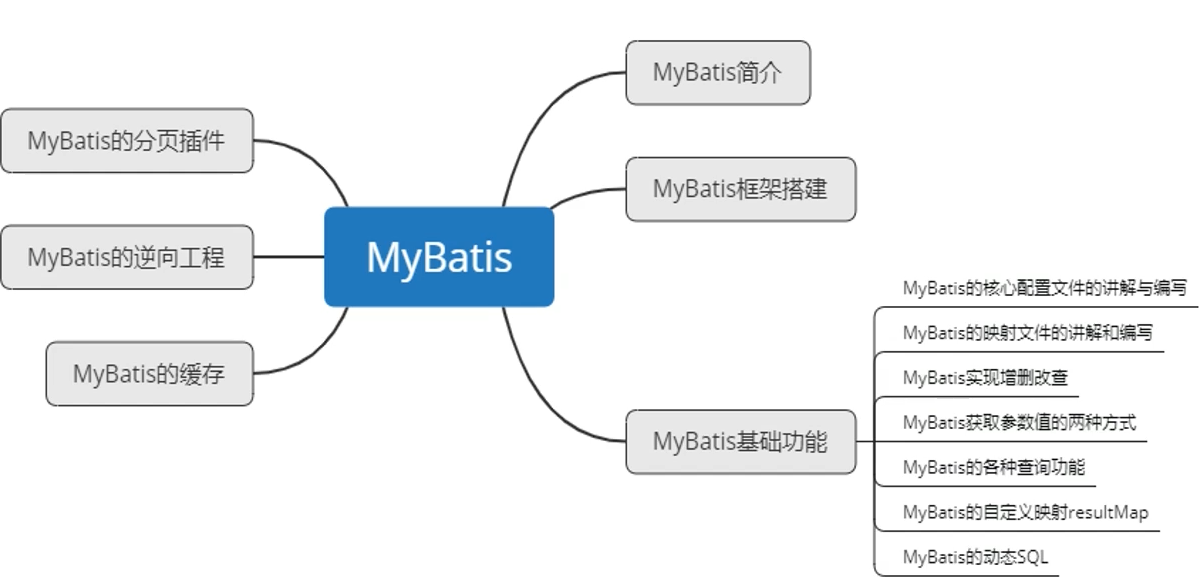 MyBatis
MyBatis简介
MyBatis框架搭建
MyBatis基础功能
MyBatis的核心配置文件的讲解与编写
MyBatis的映射文件的讲解和编写
MyBatis实现增删改查
MyBatis获取参数值的两种方式
MyBatis的各种查询功能
MyBatis的自定义映射resultMap
MyBatis的动态SQL
MyBatis的分页插件
MyBatis的逆向工程
MyBatis的缓存